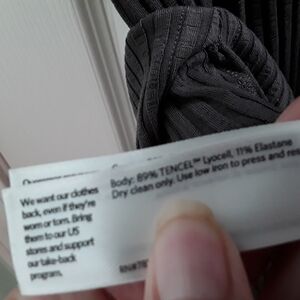 We want our clothes
back, even if they're
worn or torn. Bring
them to our US
stores and support
our take-back
program.
Body: 89% TENCEL™ Lyocell, 11% Elastane
Dry clean only. Use low iron to press and